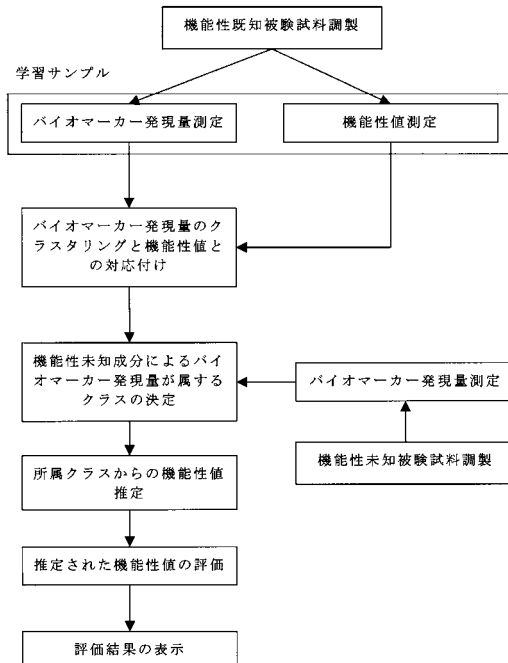 機能性既知被験試料調製
学習サンプル
バイオマーカー発現量測定
機能性値測定
バイオマーカー発現量のク
ラスタリングと機能性値と
の対応付け
機能性未知成分によるバイ
オマーカー発現量が属する
クラスの決定
バイオマーカー発現量測定
機能性未知被験試料調製
所属クラスからの機能性値
推定
推定された機能性値の評価
評価結果の表示